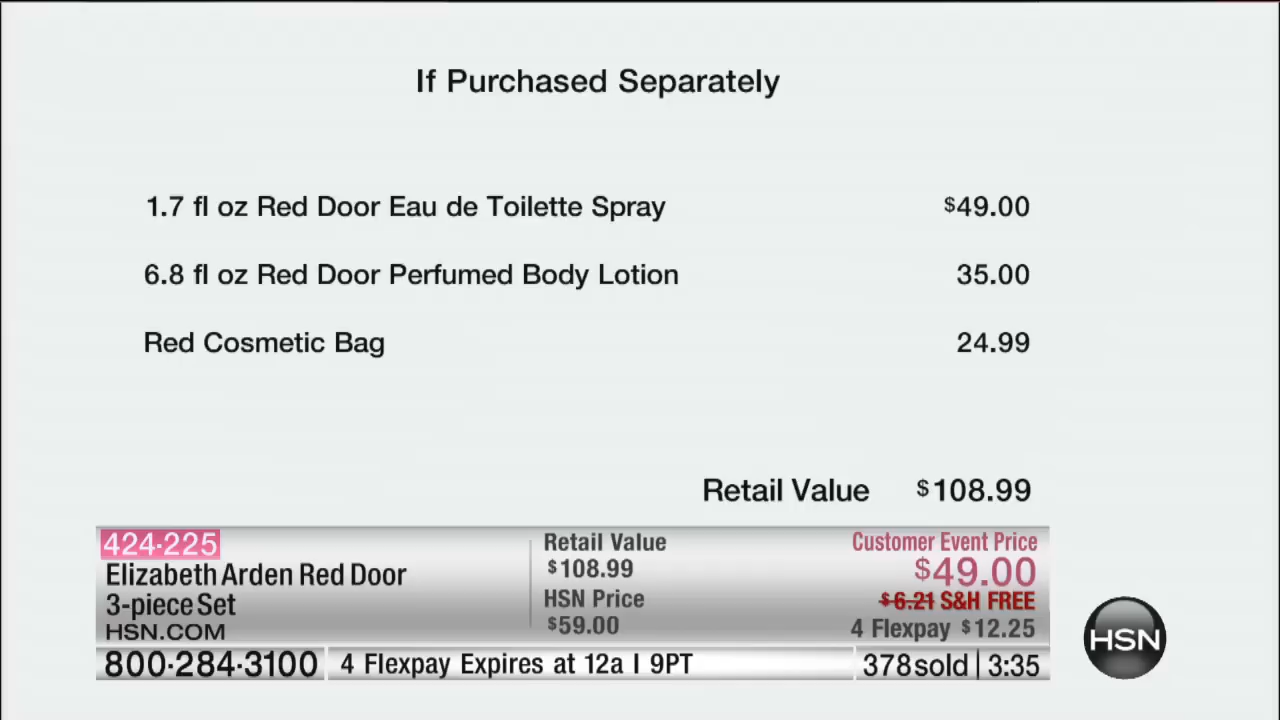 If Purchased Separately
1.7 fl oz Red Door Eau de Toilette Spray $49.00
6.8 fl oz Red Door Perfumed Body Lotion 35.00
Red Cosmetic Bag 24.99
Retail Value $108.99
424·225
Elizabeth Arden Red Door
3-piece Set
HSN.COM
Retail Value
$108.99
HSN Price
$59.00
Customer Event Price
$49.00
$6.21 S&H FREE
4 Flexpay $12.25
800·284·3100 4 Flexpay Expires at 12a | 9PT 378sold | 3:35
HSN